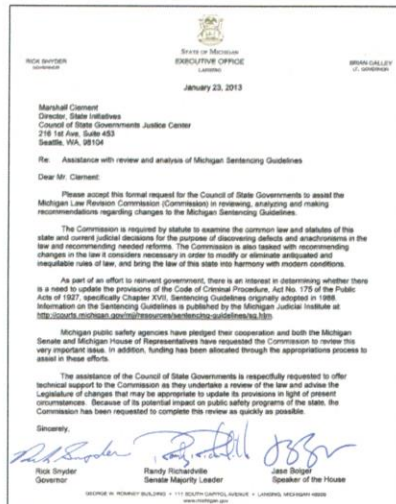 STATE OF MICHIGAN
RICK SNYDER
GOVERNOR
EXECUTIVE OFFICE
LANSING
BRIAN CALLEY
LT. GOVERNOR
January 23, 2013
Marshall Clement
Director, State Initiatives
Council of State Governments Justice Center
216 1st Ave, Suite 453
Seattle, WA, 98104
Re: Assistance with review and analysis of Michigan Sentencing Guidelines
Dear Mr. Clement:
Please accept this formal request for the Council of State Governments to assist the
Michigan Law Revision Commission (Commission) in reviewing, analyzing and making
recommendations regarding changes to the Michigan Sentencing Guidelines.
The Commission is required by statute to examine the common law and statutes of this
state and current judicial decisions for the purpose of discovering defects and anachronisms in the
law and recommending needed reforms. The Commission is also tasked with recommending
changes in the law it considers necessary in order to modify or eliminate antiquated and
inequitable rules of law, and bring the law of this state into harmony with modern conditions.
As part of an effort to reinvent government, there is an interest in determining whether there
is a need to update the provisions of the Code of Criminal Procedure, Act No. 175 of the Public
Acts of 1927, specifically Chapter XVII, Sentencing Guidelines originally adopted in 1988.
Information on the Sentencing Guidelines is published by the Michigan Judicial Institute at
http://courts.michigan.gov/mji/resources/sentencing-guidelines/sg.htm.
Michigan public safety agencies have pledged their cooperation and both the Michigan
Senate and Michigan House of Representatives have requested the Commission to review this
very important issue. In addition, funding has been allocated through the appropriations process to
assist in these efforts.
The assistance of the Council of State Governments is respectfully requested to offer
technical support to the Commission as they undertake a review of the law and advise the
Legislature of changes that may be appropriate to update its provisions in light of present
circumstances. Because of its potential impact on public safety programs of the state, the
Commission has been requested to complete this review as quickly as possible.
Sincerely,
Rick Snyder
Governor
Randy Richardville
Senate Majority Leader
Jase Bolger
Speaker of the House
GEORGE W. ROMNEY BUILDING • 111 SOUTH CAPITOL AVENUE • LANSING, MICHIGAN 48909
www.michigan.gov